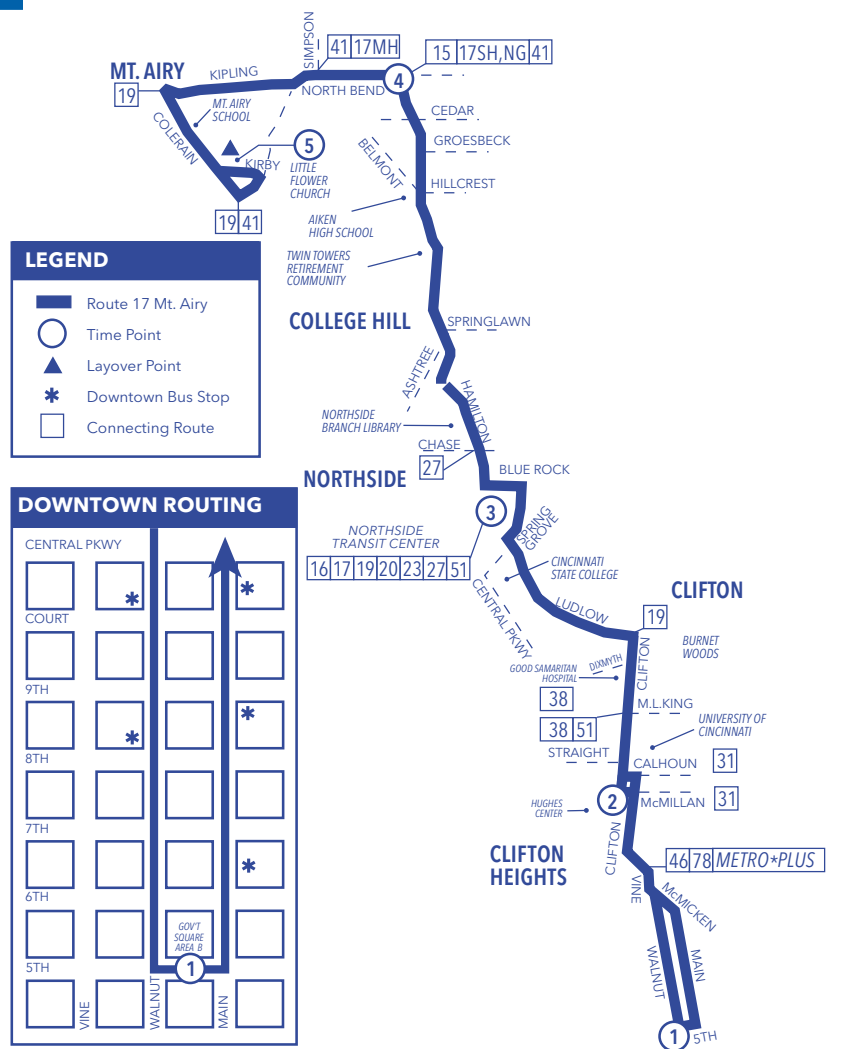 SIMPSON
41 17MH
15 17SH,NG 41
MT. AIRY
KIPLING
4
19
NORTH BEND
MT. AIRY
SCHOOL
CEDAR
COLERAIN
GROESBECK
5
BELMONT
KIRBY
LITTLE
FLOWER
CHURCH
HILLCREST
19 41
AIKEN
HIGH SCHOOL
LEGEND
Route 17 Mt. Airy
Time Point
Layover Point
Downtown Bus Stop
Connecting Route
TWIN TOWERS
RETIREMENT
COMMUNITY
COLLEGE HILL
SPRINGLAWN
ASHTREE
HAMILTON
NORTHSIDE
BRANCH LIBRARY
CHASE
27
NORTHSIDE
BLUE ROCK
3
SPRING
GROVE
NORTHSIDE
TRANSIT CENTER
16 17 19 20 23 27 51
CINCINNATI
STATE COLLEGE
CENTRAL PKWY
LUDLOW
CLIFTON
19
CLIFTON
BURNET
WOODS
DIXMYTH
GOOD SAMARITAN
HOSPITAL
38
M.L.KING
38 51
UNIVERSITY OF
CINCINNATI
STRAIGHT
CALHOUN
31
2
McMILLAN
31
HUGHES
CENTER
CLIFTON
CLIFTON
HEIGHTS
46 78 METRO*PLUS
VINE
McMICKEN
WALNUT
MAIN
1
5TH
DOWNTOWN ROUTING
CENTRAL PKWY
COURT
9TH
8TH
7TH
6TH
GOV'T
SQUARE
AREA B
5TH
1
VINE
WALNUT
MAIN